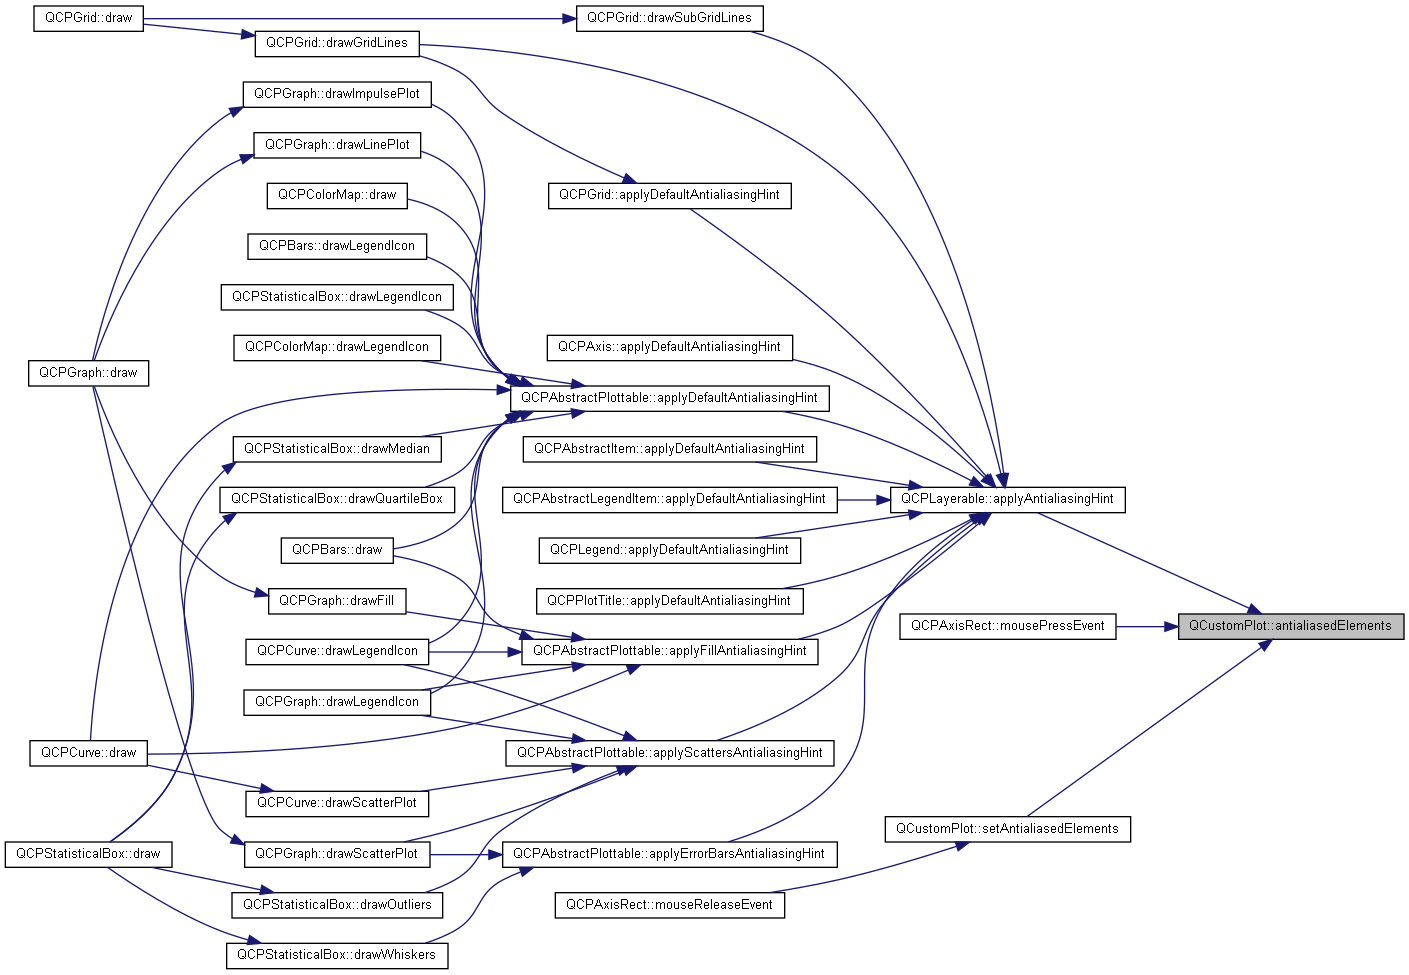 QCPGrid::draw
QCPGrid::drawSubGridLines
QCPGrid::drawGridLines
QCPGraph::drawImpulsePlot
QCPGraph::drawLinePlot
QCPColorMap::draw
QCPGrid::applyDefaultAntialiasingHint
QCPBars::drawLegendIcon
QCPStatisticalBox::drawLegendIcon
QCPColorMap::drawLegendIcon
QCPAxis::applyDefaultAntialiasingHint
QCPGraph::draw
QCPAbstractPlottable::applyDefaultAntialiasingHint
QCPStatisticalBox::drawMedian
QCPAbstractItem::applyDefaultAntialiasingHint
QCPStatisticalBox::drawQuartileBox
QCPAbstractLegendItem::applyDefaultAntialiasingHint
QCPLayerable::applyAntialiasingHint
QCPBars::draw
QCPLegend::applyDefaultAntialiasingHint
QCPGraph::drawFill
QCPPlotTitle::applyDefaultAntialiasingHint
QCPAxisRect::mousePressEvent
QCustomPlot::antialiasedElements
QCPCurve::drawLegendIcon
QCPAbstractPlottable::applyFillAntialiasingHint
QCPGraph::drawLegendIcon
QCPCurve::draw
QCPAbstractPlottable::applyScattersAntialiasingHint
QCPCurve::drawScatterPlot
QCustomPlot::setAntialiasedElements
QCPStatisticalBox::draw
QCPGraph::drawScatterPlot
QCPAbstractPlottable::applyErrorBarsAntialiasingHint
QCPStatisticalBox::drawOutliers
QCPAxisRect::mouseReleaseEvent
QCPStatisticalBox::drawWhiskers